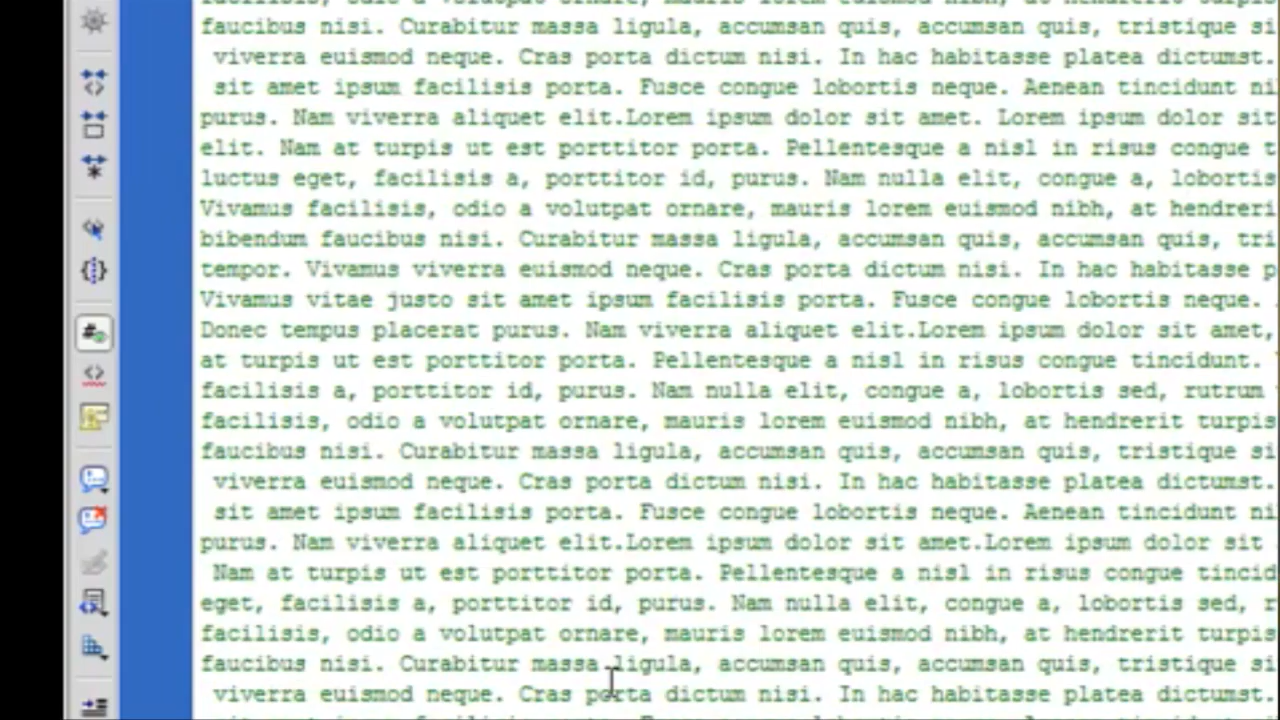 faucibus nisi. Curabitur massa ligula, accumsan quis, accumsan quis, tristique
viverra euismod neque. Cras porta dictum nisi. In hac habitasse platea dictumst.
sit amet ipsum facilisis porta. Fusce congue lobortis neque. Aenean tincidunt
purus. Nam viverra aliquet elit.Lorem ipsum dolor sit amet. Lorem ipsum dolor sit
elit. Nam at turpis ut est porttitor porta. Pellentesque a nisl in risus congue
luctus eget, facilisis a, porttitor id, purus. Nam nulla elit, congue a, lobortis
Vivamus facilisis, odio a volutpat ornare, mauris lorem euismod nibh, at
bibendum faucibus nisi. Curabitur massa ligula, accumsan quis, accumsan quis,
tempor. Vivamus viverra euismod neque. Cras porta dictum nisi. In hac habitasse
Vivamus vitae justo sit amet ipsum facilisis porta. Fusce congue lobortis neque.
Donec tempus placerat purus. Nam viverra aliquet elit.Lorem ipsum dolor sit amet,
at turpis ut est porttitor porta. Pellentesque a nisl in risus congue tincidunt.
facilisis a, porttitor id, purus. Nam nulla elit, congue a, lobortis sed, rutrum
facilisis, odio a volutpat ornare, mauris lorem euismod nibh, at hendrerit turpis
faucibus nisi. Curabitur massa ligula, accumsan quis, accumsan quis, tristique
viverra euismod neque. Cras porta dictum nisi. In hac habitasse platea dictumst.
sit amet ipsum facilisis porta. Fusce congue lobortis neque. Aenean tincidunt
purus. Nam viverra aliquet elit.Lorem ipsum dolor sit amet.Lorem ipsum dolor sit
Nam at turpis ut est porttitor porta. Pellentesque a nisl in risus congue
eget, facilisis a, porttitor id, purus. Nam nulla elit, congue a, lobortis sed,
facilisis, odio a volutpat ornare, mauris lorem euismod nibh, at hendrerit turpis
faucibus nisi. Curabitur massa ligula, accumsan quis, accumsan quis, tristique
viverra euismod neque. Cras porta dictum nisi. In hac habitasse platea dictumst.